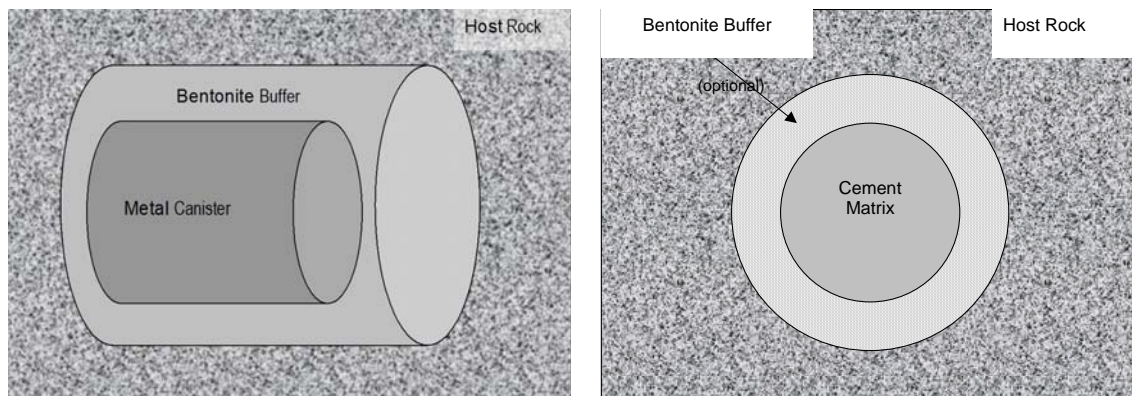 Host Rock
Bentonite Buffer
Metal Canister
Bentonite Buffer
Host Rock
(optional)
Cement
Matrix